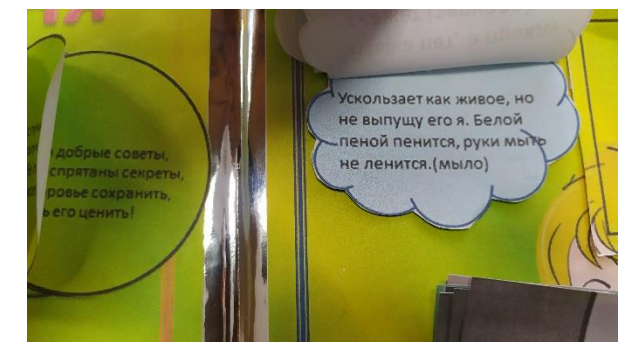 добрые советы,
спрятаны секреты,
сохранить,
его ценить!
Ускользает как живое, но
не выпущу его я. Белой
пеной пенится, руки мыть
не ленится.(мыло)